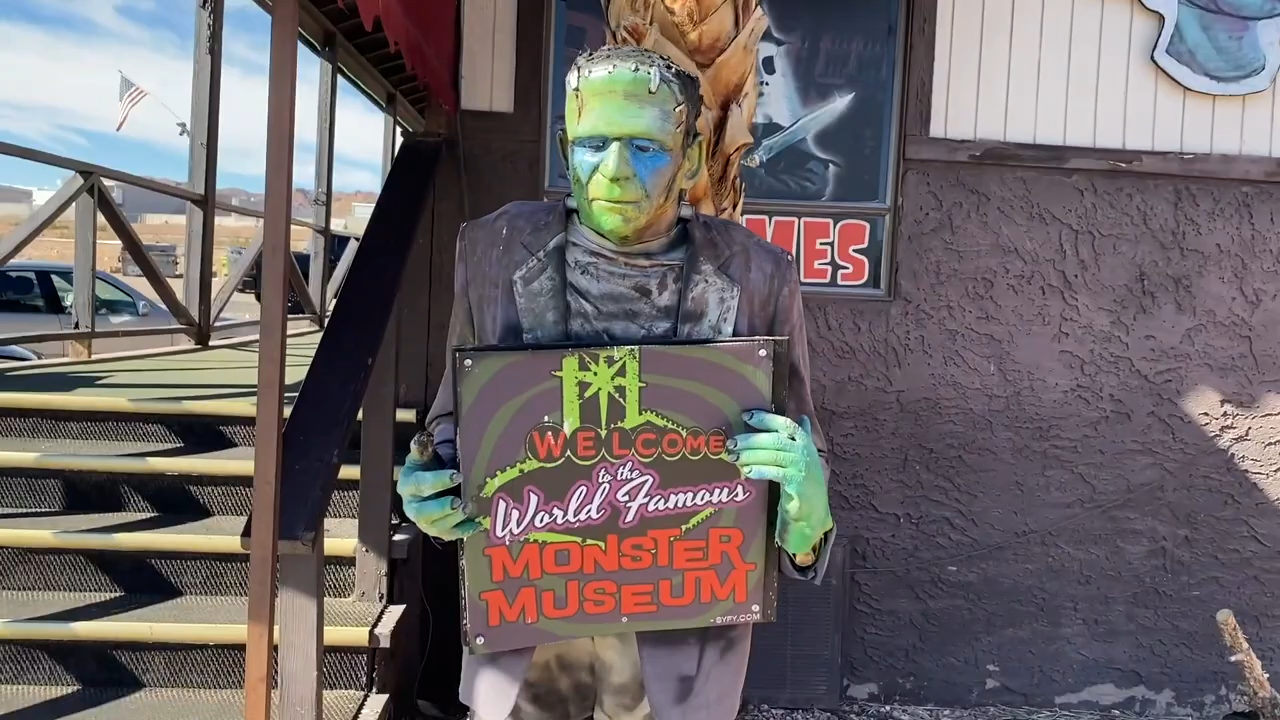 MES
WELCOME
to the
World Famous
MONSTER
MUSEUM
- SYFY.COM